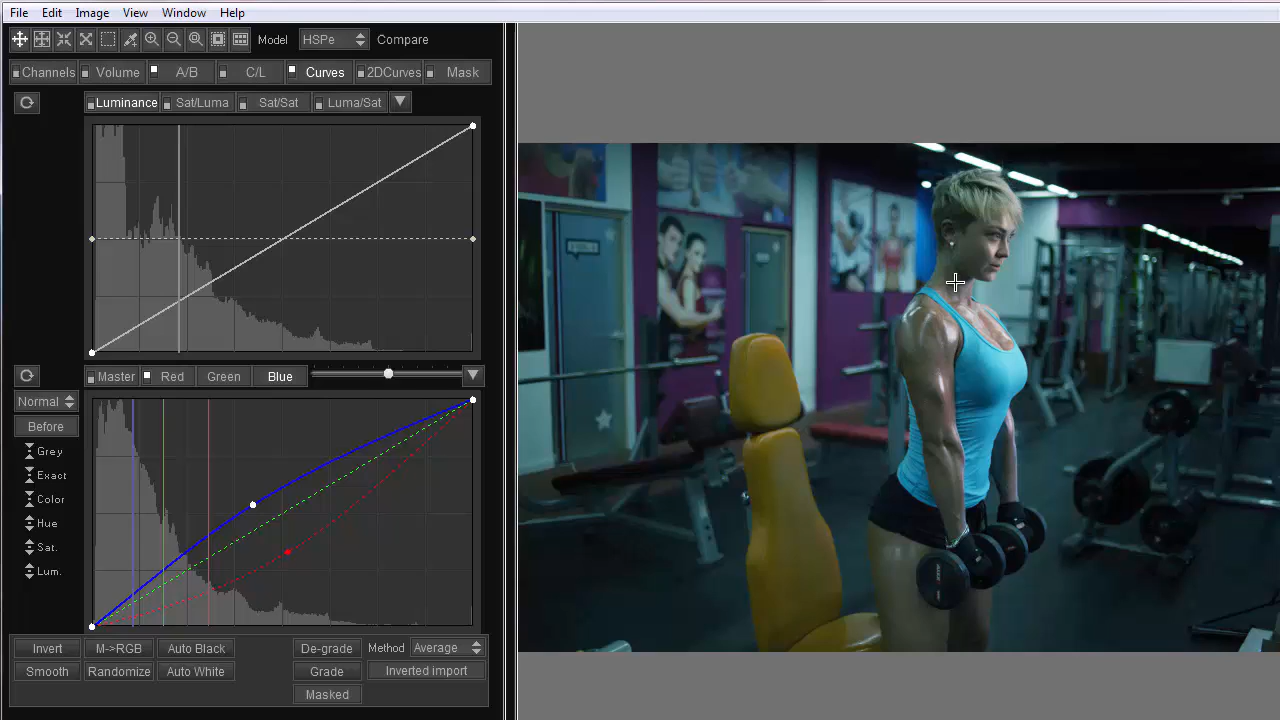 File Edit Image View Window Help
Model HSPe Compare
Channels Volume A/B C/L Curves 2DCurves Mask
Luminance Sat/Luma Sat/Sat Luma/Sat
Master Red Green Blue
Normal
Before
Grey
Exact
Color
Hue
Sat.
Lum.
Invert M->RGB Auto Black De-grade Method Average
Smooth Randomize Auto White Grade Inverted import
Masked